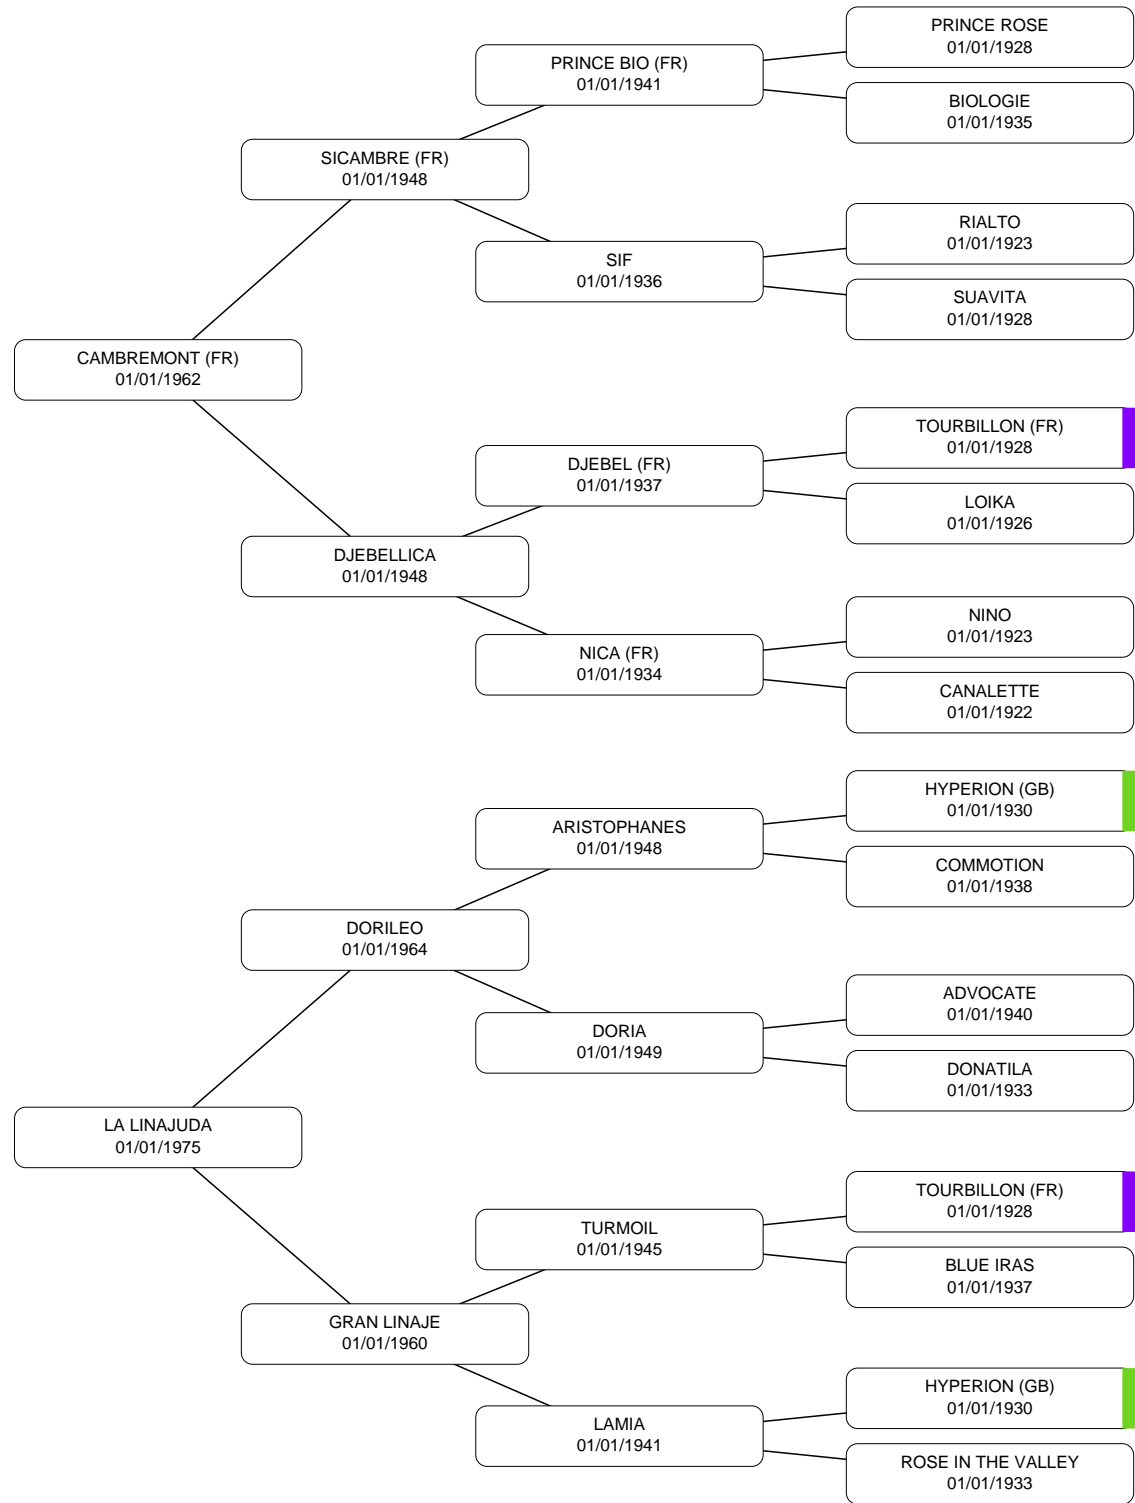 PRINCE ROSE
01/01/1928
PRINCE BIO (FR)
01/01/1941
BIOLOGIE
01/01/1935
SICAMBRE (FR)
01/01/1948
RIALTO
01/01/1923
SIF
01/01/1936
SUAVITA
01/01/1928
CAMBREMONT (FR)
01/01/1962
TOURBILLON (FR)
01/01/1928
DJEBEL (FR)
01/01/1937
LOIKA
01/01/1926
DJEBELLICA
01/01/1948
NINO
01/01/1923
NICA (FR)
01/01/1934
CANALETTE
01/01/1922
HYPERION (GB)
01/01/1930
ARISTOPHANES
01/01/1948
COMMOTION
01/01/1938
DORILEO
01/01/1964
ADVOCATE
01/01/1940
DORIA
01/01/1949
DONATILA
01/01/1933
LA LINAJUDA
01/01/1975
TOURBILLON (FR)
01/01/1928
TURMOIL
01/01/1945
BLUE IRAS
01/01/1937
GRAN LINAJE
01/01/1960
HYPERION (GB)
01/01/1930
LAMIA
01/01/1941
ROSE IN THE VALLEY
01/01/1933